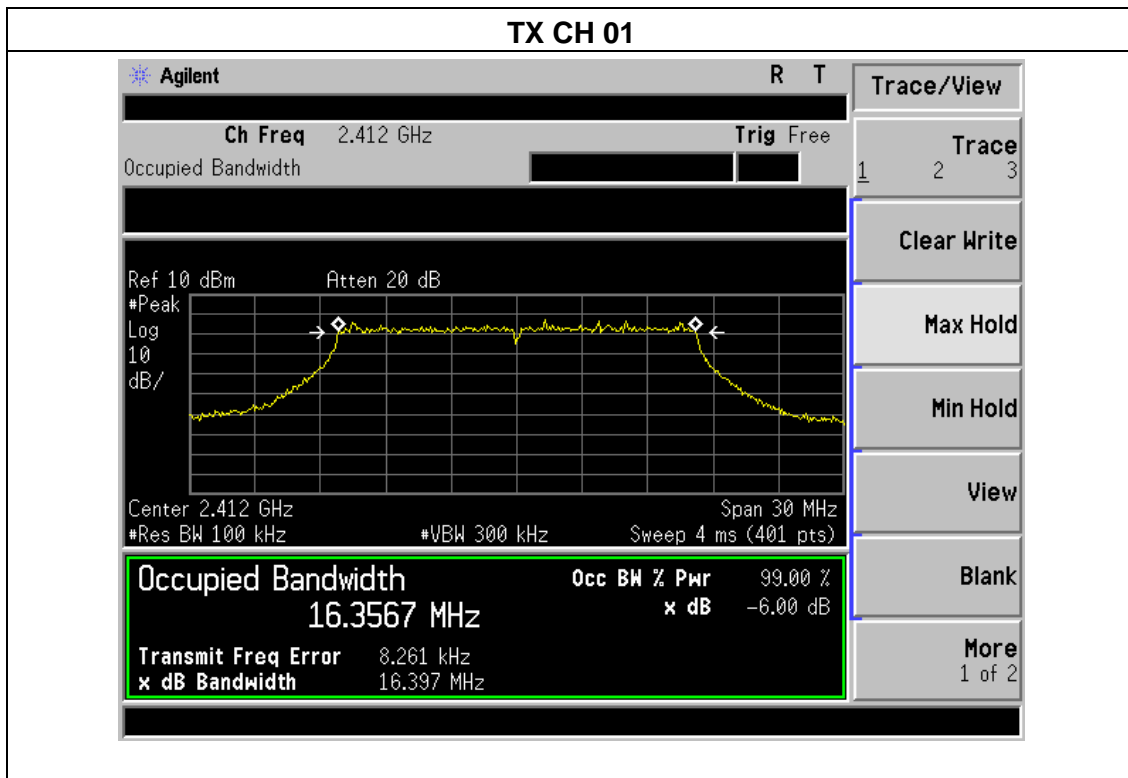 TX CH 01
Agilent R T
Ch Freq 2.412 GHz Trig Free
Occupied Bandwidth
Ref 10 dBm Atten 20 dB
#Peak
Log
10
dB/
Center 2.412 GHz Span 30 MHz
#Res BW 100 kHz #VBW 300 kHz Sweep 4 ms (401 pts)
Occupied Bandwidth Occ BW % Pwr 99.00 %
16.3567 MHz x dB -6.00 dB
Transmit Freq Error 8.261 kHz
x dB Bandwidth 16.397 MHz
Trace/View
Trace
1 2 3
Clear Write
Max Hold
Min Hold
View
Blank
More
1 of 2